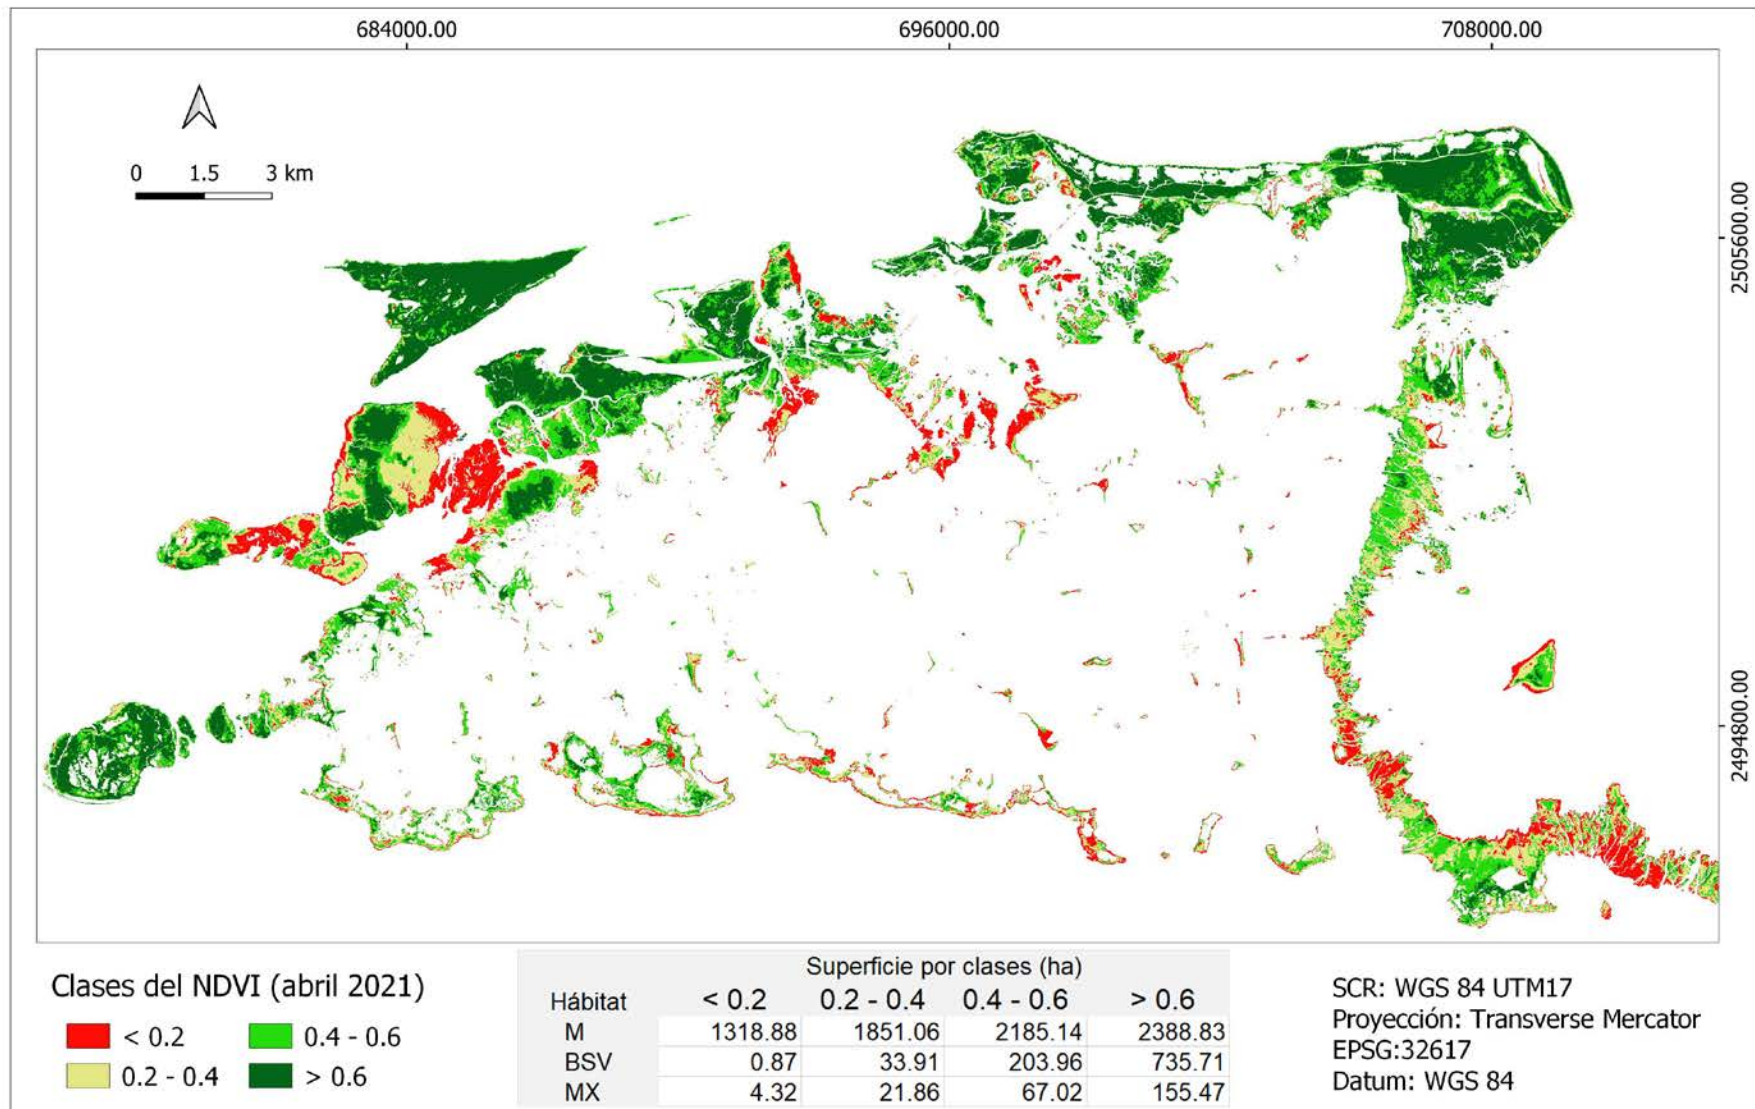 684000.00 696000.00 708000.00
0 1.5 3 km
2505600.00
2494800.00
Clases del NDVI (abril 2021)
< 0.2 0.4 - 0.6
0.2 - 0.4 > 0.6
Superficie por clases (ha)
Hábitat < 0.2 0.2 - 0.4 0.4 - 0.6 > 0.6
M 1318.88 1851.06 2185.14 2388.83
BSV 0.87 33.91 203.96 735.71
MX 4.32 21.86 67.02 155.47
SCR: WGS 84 UTM17
Proyección: Transverse Mercator
EPSG:32617
Datum: WGS 84